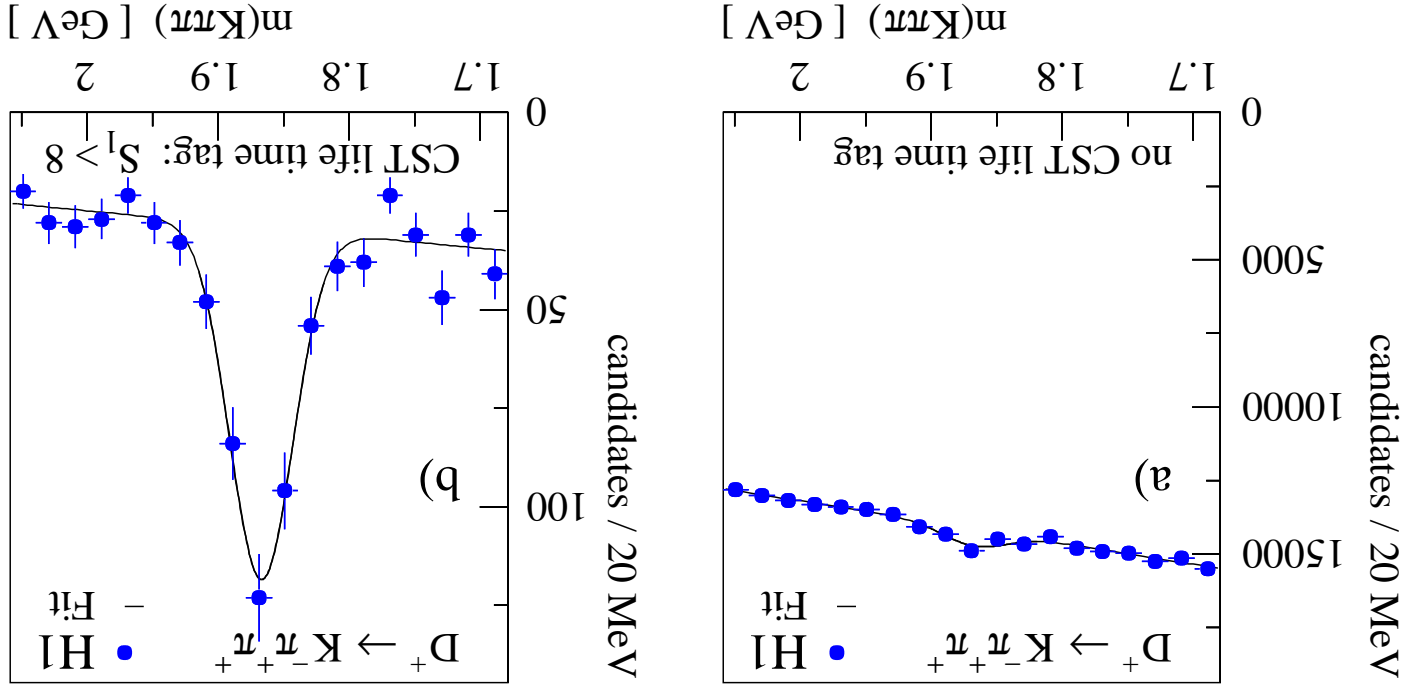 candidates / 20 MeV
15000
10000
5000
0
D⁺ → K⁻π⁺π⁺
• H1
– Fit
a)
no CST life time tag
1.7 1.8 1.9 2
m(Kππ) [ GeV ]
candidates / 20 MeV
100
50
0
D⁺ → K⁻π⁺π⁺
• H1
– Fit
b)
CST life time tag: S₁ > 8
1.7 1.8 1.9 2
m(Kππ) [ GeV ]